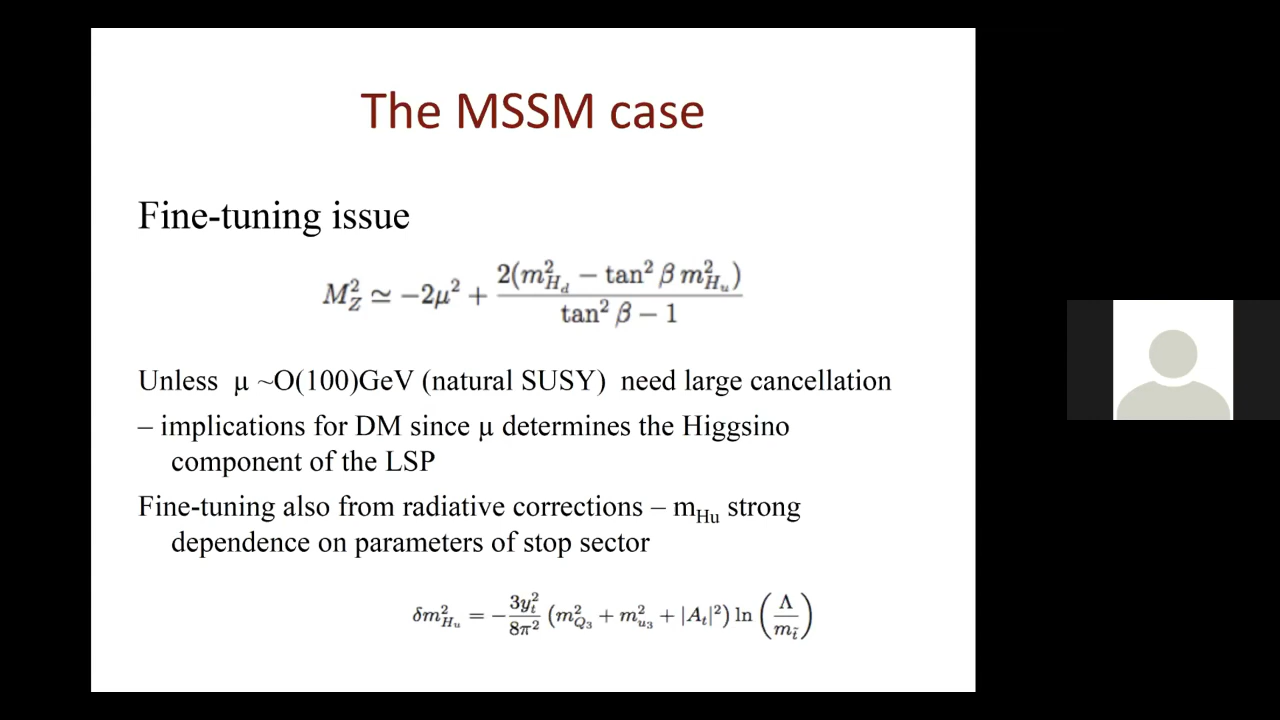 The MSSM case
Fine-tuning issue
M_Z^2 ≃ −2μ^2 + 2(m_{H_d}^2 − tan^2 β m_{H_u}^2) / (tan^2 β − 1)
Unless μ ~O(100)GeV (natural SUSY) need large cancellation
– implications for DM since μ determines the Higgsino
component of the LSP
Fine-tuning also from radiative corrections – m_{Hu} strong
dependence on parameters of stop sector
δm_{H_u}^2 = −3y_t^2 / 8π^2 (m_{Q_3}^2 + m_{u_3}^2 + |A_t|^2) ln (Λ / m_{t̃})